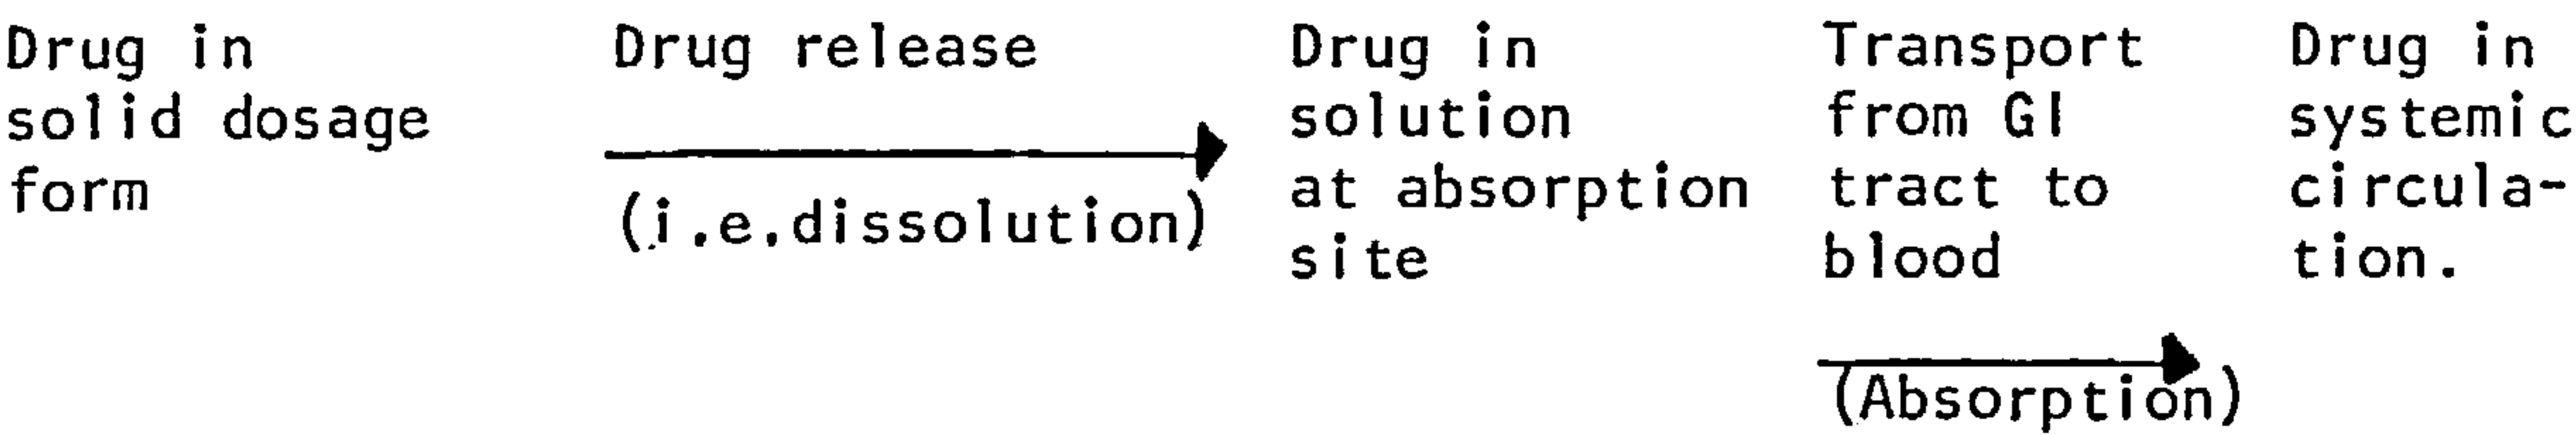 Drug in
solid dosage
form
Drug release
(i.e.dissolution)
Drug in
solution
at absorption
site
Transport
from GI
tract to
blood
(Absorption)
Drug in
systemic
circula-
tion.